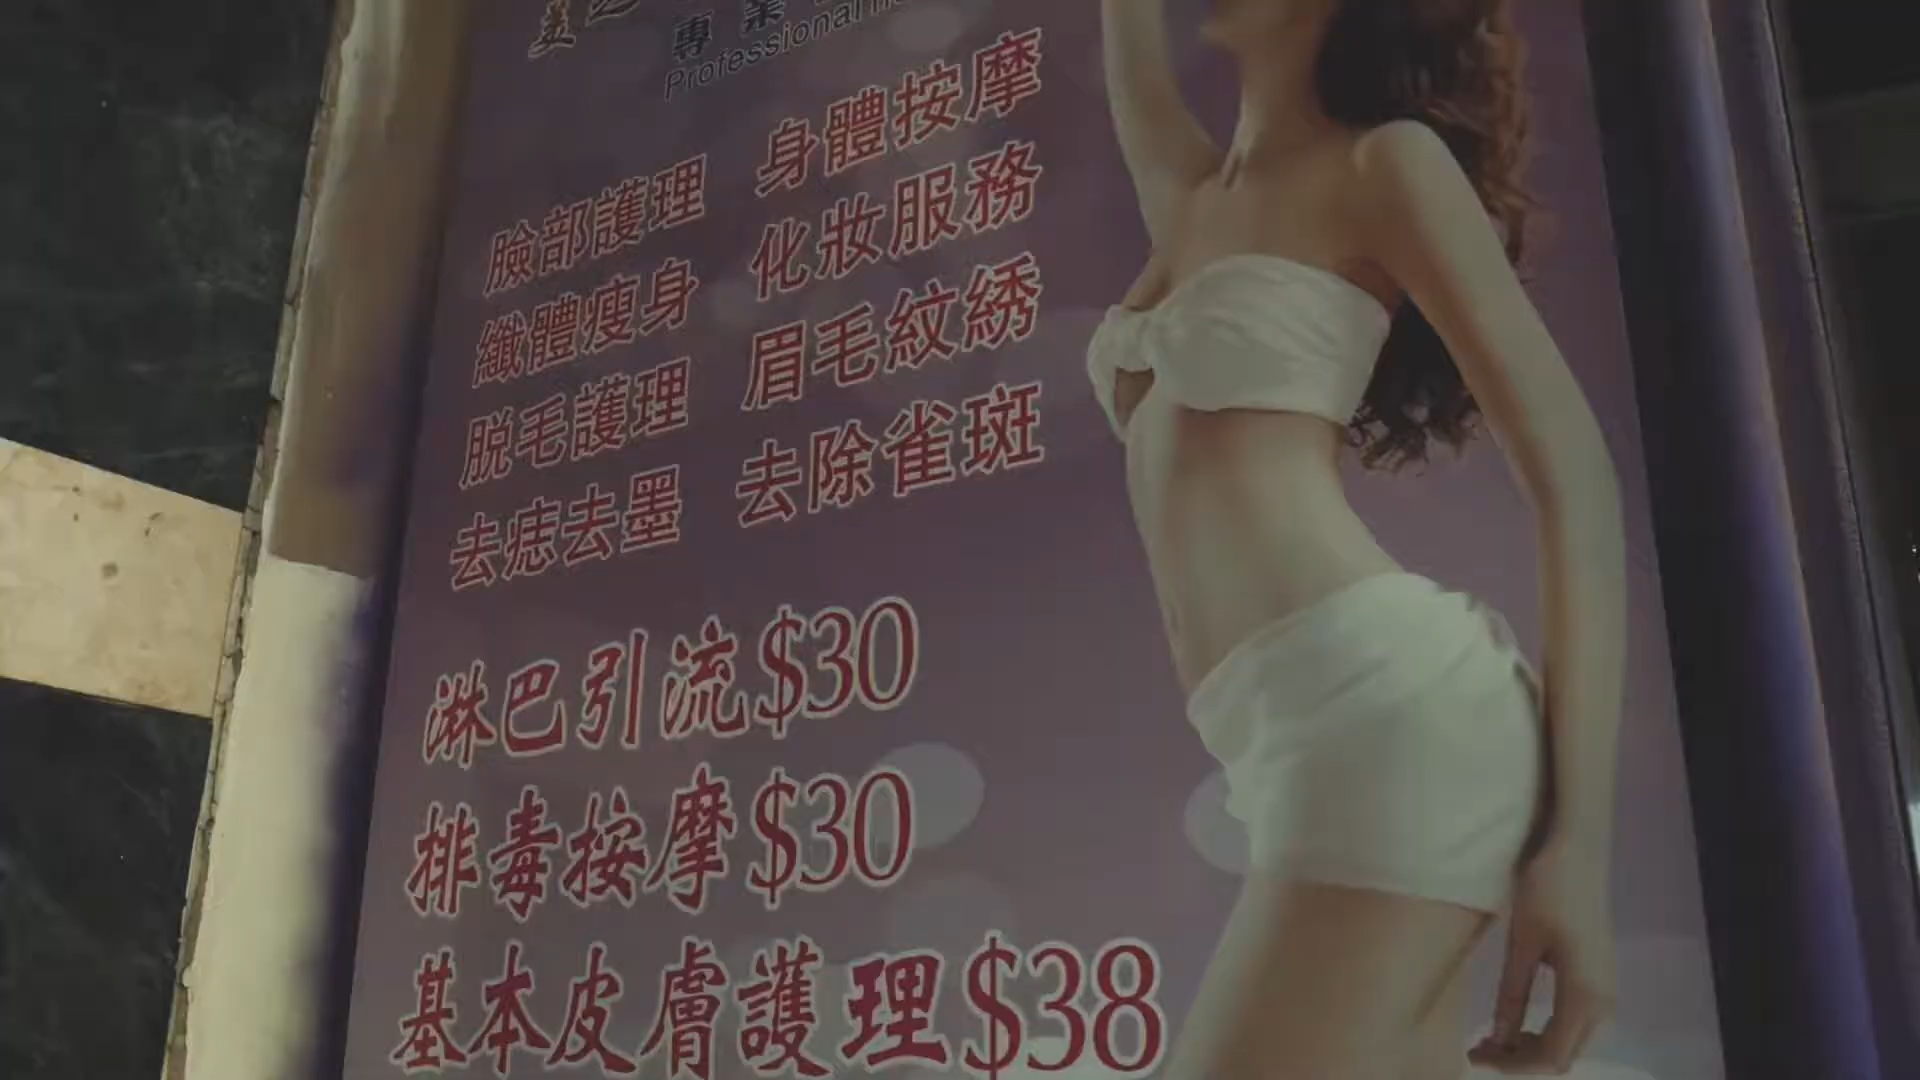 美
專業
Professional
臉部護理 身體按摩
纖體瘦身 化妝服務
脱毛護理 眉毛紋綉
去痣去墨 去除雀斑
淋巴引流$30
排毒按摩$30
基本皮膚護理$38